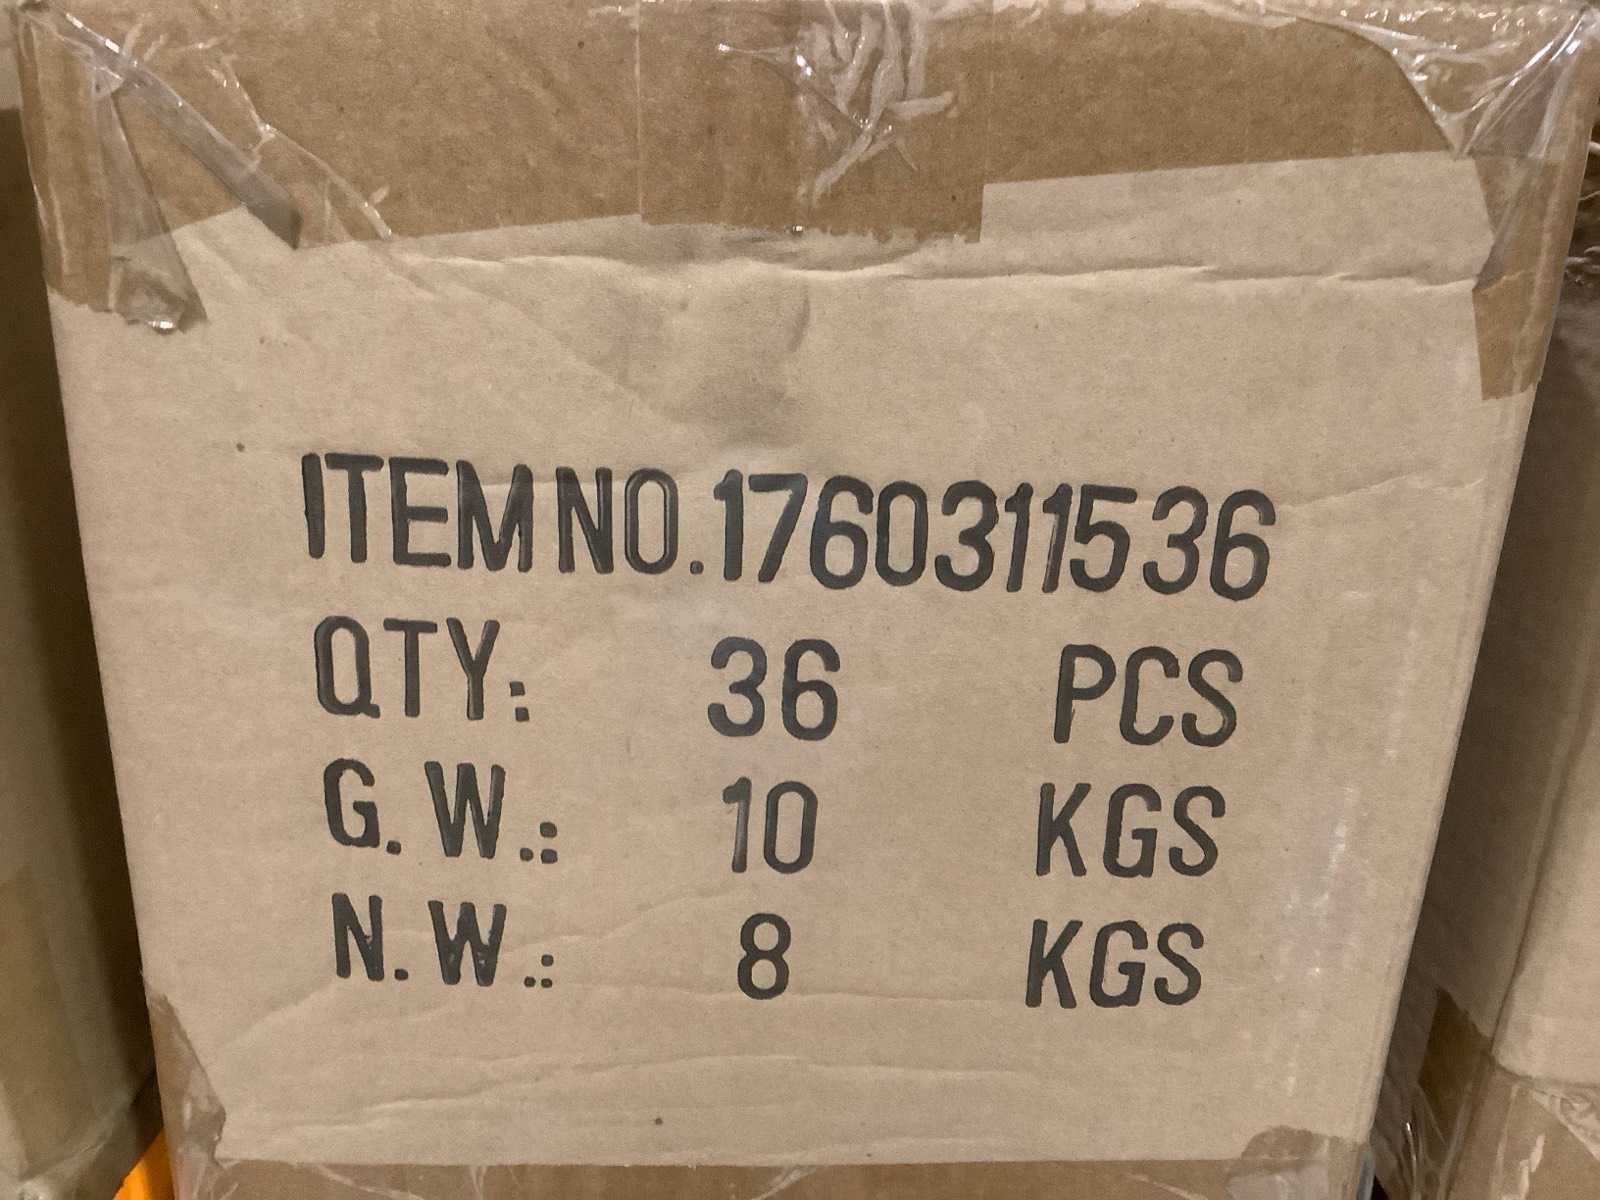 ITEM NO.1760311536
QTY: 36 PCS
G.W.: 10 KGS
N.W.: 8 KGS